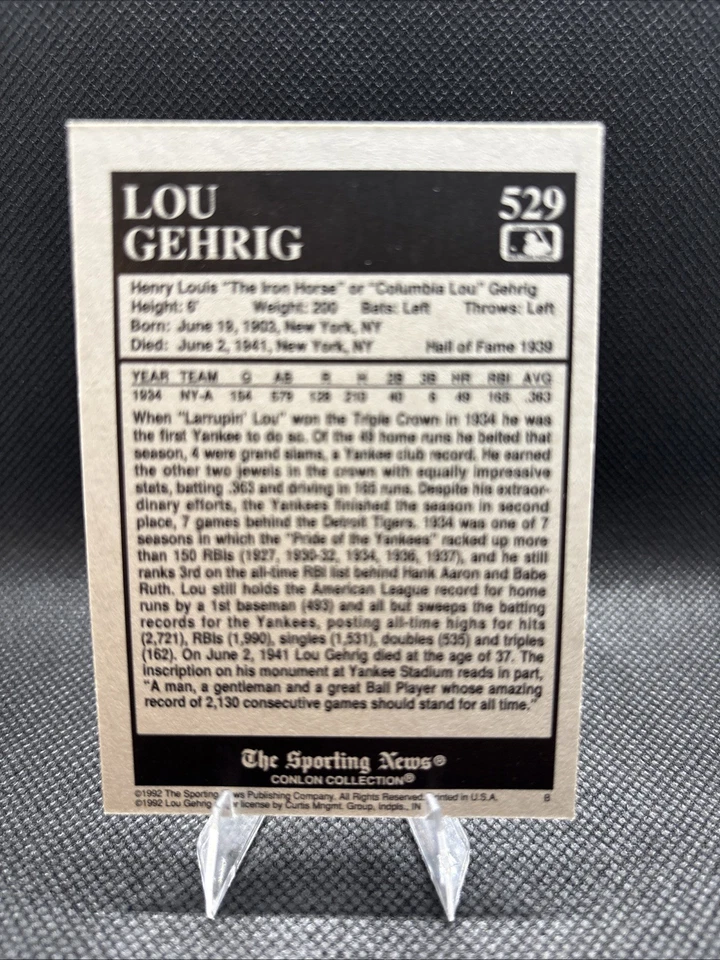 LOU 529
GEHRIG
Henry Louis "The Iron Horse" or "Columbia Lou" Gehrig
Height: 6' Weight: 200 Bats: Left Throws: Left
Born: June 19, 1903, New York, NY
Died: June 2, 1941, New York, NY Hall of Fame 1939
YEAR TEAM G AB R H 2B 3B HR RBI AVG
1934 NY-A 154 579 128 210 40 6 49 165 .363
When "Larrupin' Lou" won the Triple Crown in 1934 he was
the first Yankee to do so. Of the 49 home runs he belted that
season, 4 were grand slams, a Yankee club record. He earned
the other two jewels in the crown with equally impressive
stats, batting .363 and driving in 165 runs. Despite his extraor-
dinary efforts, the Yankees finished the season in second
place, 7 games behind the Detroit Tigers. 1934 was one of 7
seasons in which the "Pride of the Yankees" racked up more
than 150 RBIs (1927, 1930-32, 1934, 1936, 1937), and he still
ranks 3rd on the all-time RBI list behind Hank Aaron and Babe
Ruth. Lou still holds the American League record for home
runs by a 1st baseman (493) and all but sweeps the batting
records for the Yankees, posting all-time highs for hits
(2,721), RBIs (1,990), singles (1,531), doubles (535) and triples
(162). On June 2, 1941 Lou Gehrig died at the age of 37. The
inscription on his monument at Yankee Stadium reads in part,
"A man, a gentleman and a great Ball Player whose amazing
record of 2,130 consecutive games should stand for all time."
The Sporting News®
CONLON COLLECTION®
©1992 The Sporting News Publishing Company. All Rights Reserved. Printed in U.S.A. 8
©1992 Lou Gehrig license by Curtis Mngmt. Group, Indpls., IN